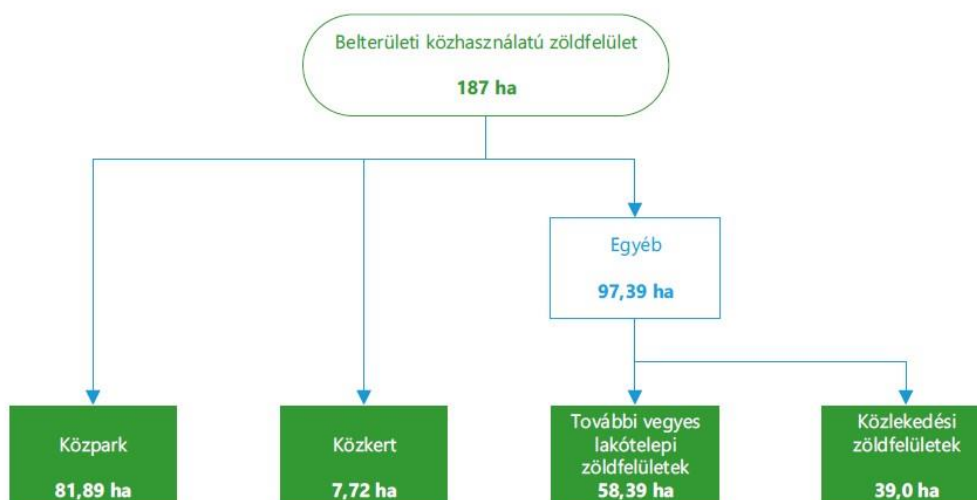 Belterületi közhasználatú zöldfelület
187 ha
Egyéb
97,39 ha
Közpark
81,89 ha
Közkert
7,72 ha
További vegyes
lakótelepi
zöldfelületek
58,39 ha
Közlekedési
zöldfelületek
39,0 ha